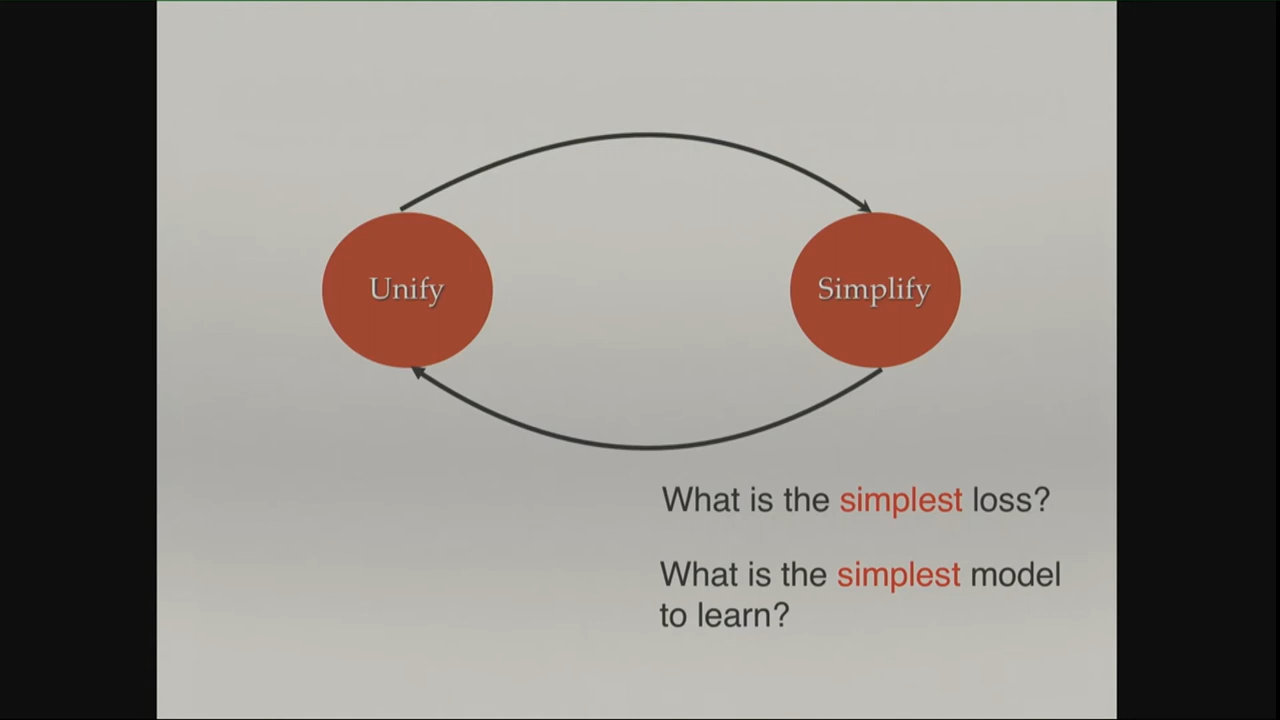 Unify
Simplify
What is the simplest loss?
What is the simplest model
to learn?